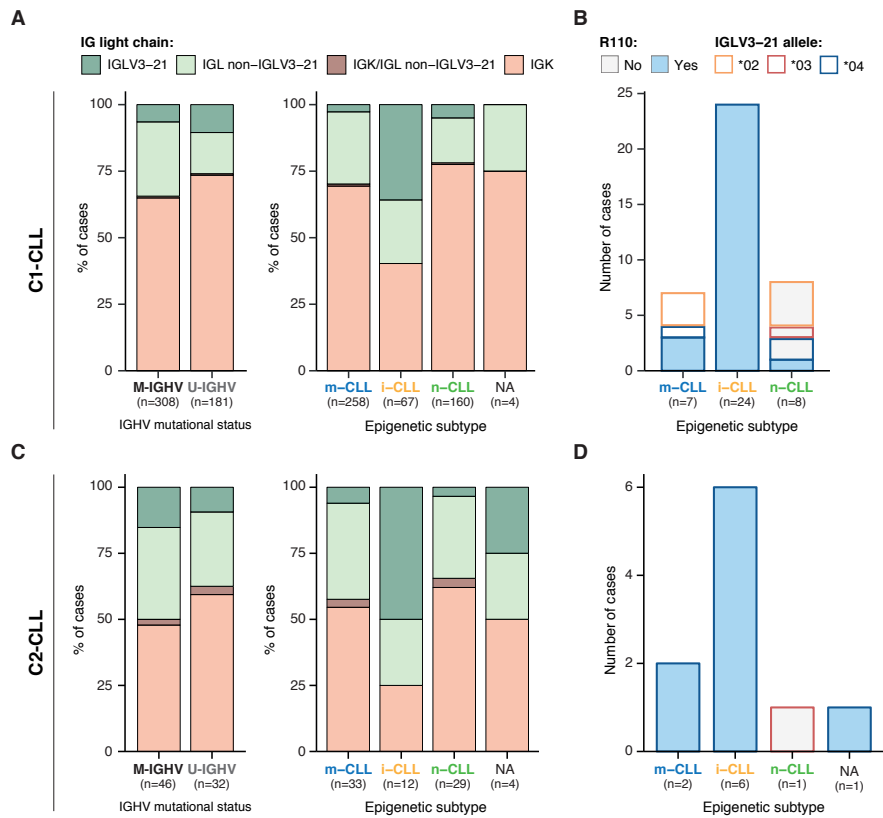 A
IG light chain:
IGLV3−21
IGL non−IGLV3−21
IGK/IGL non−IGLV3−21
IGK
C1-CLL
% of cases
100
75
50
25
0
M-IGHV
U-IGHV
(n=308)
(n=181)
IGHV mutational status
% of cases
100
75
50
25
0
m−CLL
i−CLL
n−CLL
NA
(n=258)
(n=67)
(n=160)
(n=4)
Epigenetic subtype
B
R110:
No
Yes
IGLV3−21 allele:
*02
*03
*04
Number of cases
25
20
15
10
5
0
m−CLL
i−CLL
n−CLL
(n=7)
(n=24)
(n=8)
Epigenetic subtype
C
C2-CLL
% of cases
100
75
50
25
0
M-IGHV
U-IGHV
(n=46)
(n=32)
IGHV mutational status
% of cases
100
75
50
25
0
m−CLL
i−CLL
n−CLL
NA
(n=33)
(n=12)
(n=29)
(n=4)
Epigenetic subtype
D
Number of cases
6
4
2
0
m−CLL
i−CLL
n−CLL
NA
(n=2)
(n=6)
(n=1)
(n=1)
Epigenetic subtype